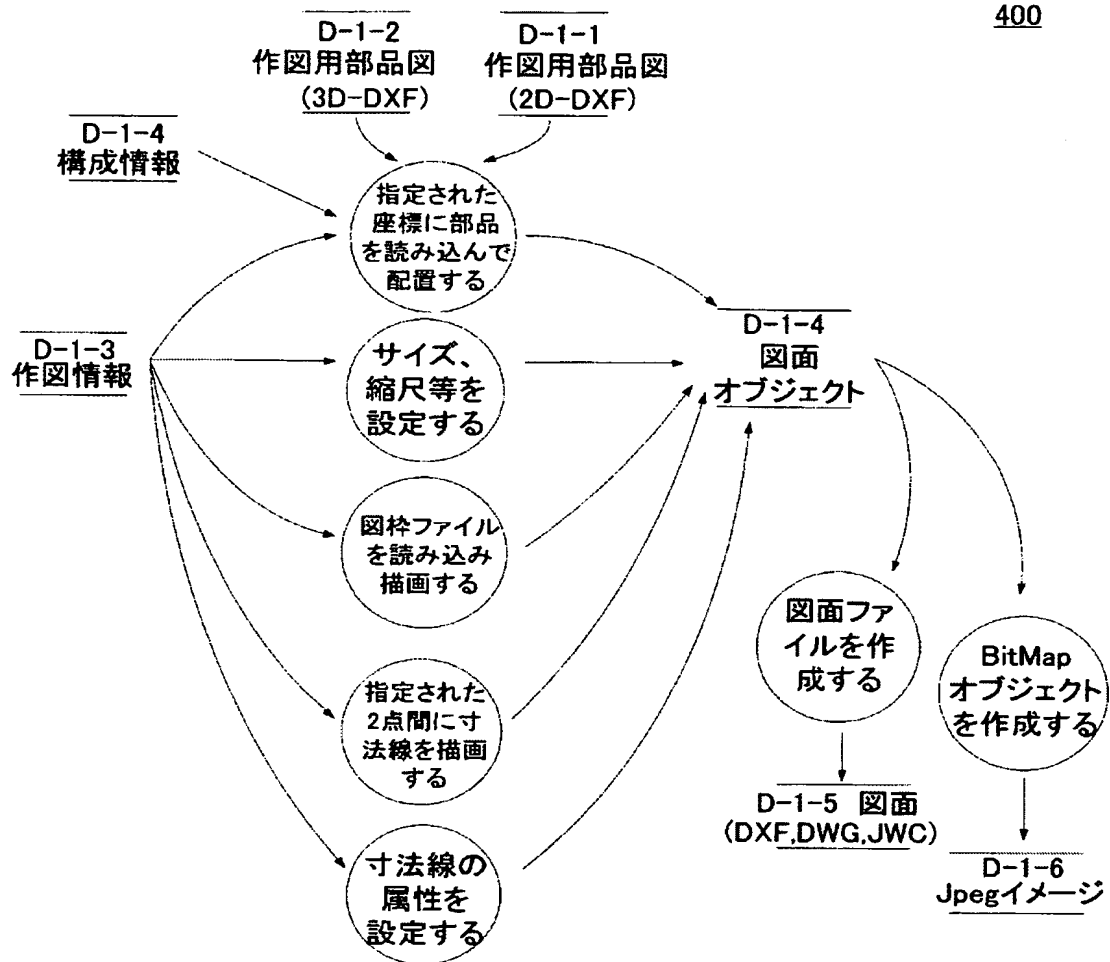 400
D-1-2
作図用部品図
(3D-DXF)
D-1-1
作図用部品図
(2D-DXF)
D-1-4
構成情報
指定された
座標に部品
を読み込んで
配置する
D-1-3
作図情報
サイズ、
縮尺等を
設定する
D-1-4
図面
オブジェクト
図枠ファイル
を読み込み
描画する
指定された
2点間に寸
法線を描画
する
寸法線の
属性を
設定する
図面ファ
イルを作
成する
BitMap
オブジェクト
を作成する
D-1-5 図面
(DXF,DWG,JWC)
D-1-6
Jpegイメージ